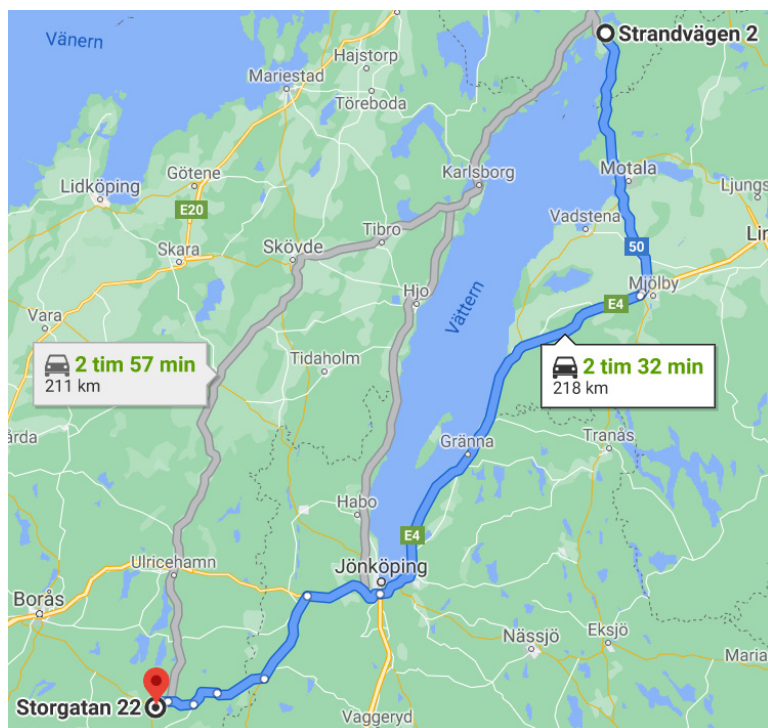 Strandvägen 2
Vänern
Hajstorp
Mariestad
Töreboda
Karlsborg
Motala
Götene
Lidköping
Ljungs
E20
Vadstena
Tibro
Lin
Skara
Skövde
50
Mjölby
Hjo
Vättern
E4
Vara
2 tim 57 min
211 km
Tidaholm
2 tim 32 min
218 km
Gränna
Tranås
årda
Habo
E4
Ulricehamn
Jönköping
Borås
Nässjö
Eksjö
Maria
Storgatan 22
Vaggeryd